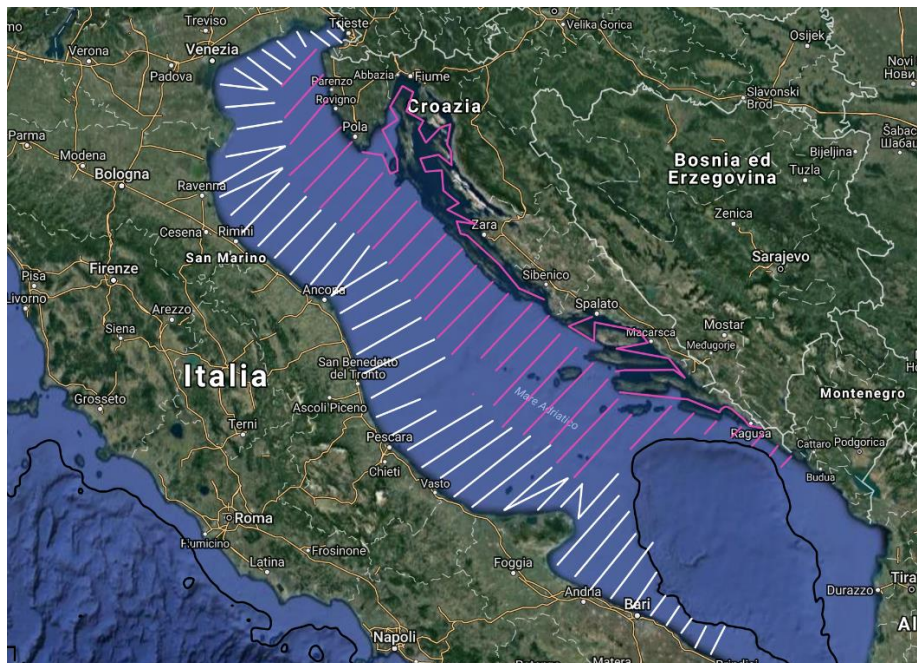 Treviso
Trieste
Velika Gorica
Osijek
Verona
Venezia
Padova
Parenzo
Abbazia
Fiume
Slavonski
Brod
Novi
Нови
Rovigno
Croazia
Parma
Pola
Šabac
Шабац
Modena
Bologna
Bosnia ed
Erzegovina
Bijeljina
Tuzla
Ravenna
Zenica
Cesena
Rimini
Zara
San Marino
Sarajevo
Pisa
Firenze
Sibenico
Livorno
Arezzo
Ancona
Spalato
Siena
Macarsca
Mostar
Međugorje
Italia
San Benedetto
del Tronto
Grosseto
Ascoli Piceno
Mare Adriatico
Montenegro
Terni
Pescara
Ragusa
Cattaro
Podgorica
Chieti
Budua
Vasto
Roma
Fiumicino
Frosinone
Latina
Foggia
Durazzo
Tira
Andria
Bari
Al
Napoli
Matera
Brindisi